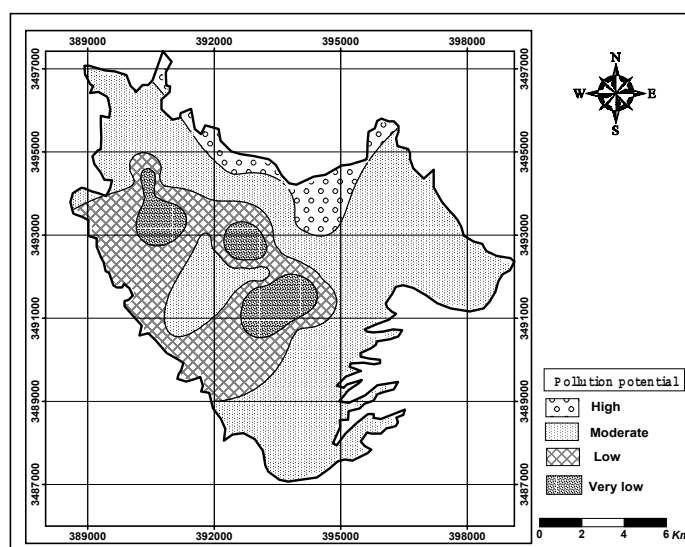 389000 392000 395000 398000
3497000 3497000
N
W E
S
3495000 3495000
3493000 3493000
3491000 3491000
3489000 3489000
3487000 3487000
389000 392000 395000 398000
Pollution potential
High
Moderate
Low
Very low
0 2 4 6 Km